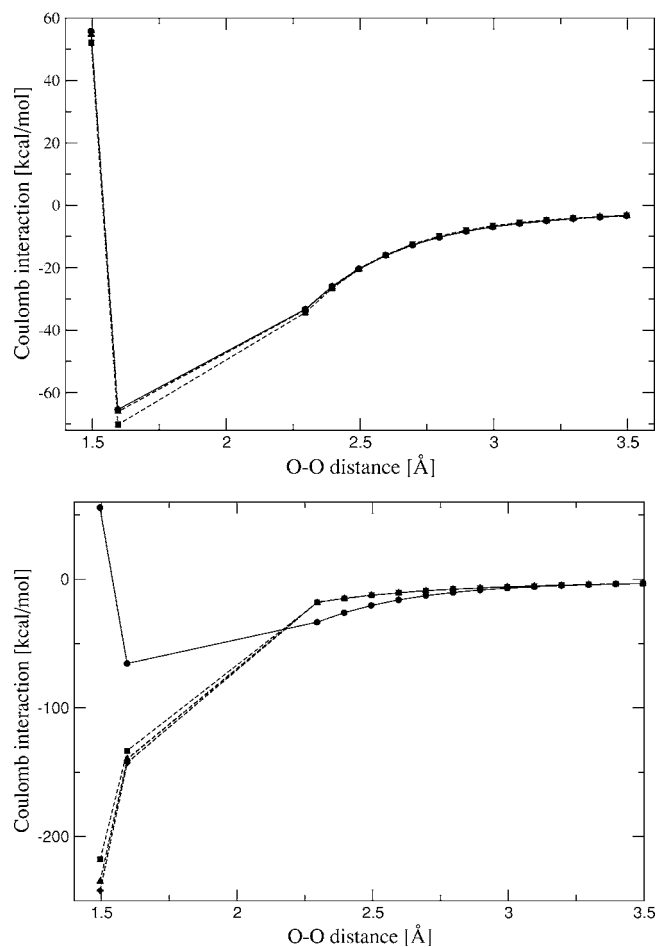 60
40
20
0
-20
-40
-60
Coulomb interaction [kcal/mol]
1.5 2 2.5 3 3.5
O-O distance [Å]
0
-100
-200
Coulomb interaction [kcal/mol]
1.5 2 2.5 3 3.5
O-O distance [Å]